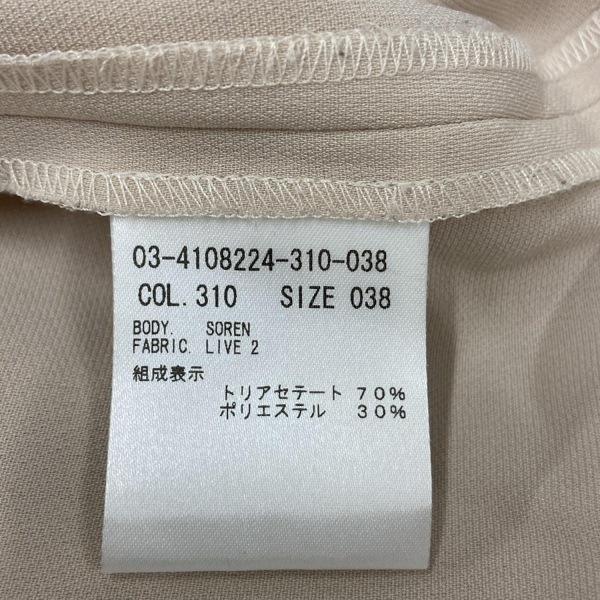 03-4108224-310-038
COL.310 SIZE 038
BODY. SOREN
FABRIC. LIVE 2
組成表示
トリアセテート 70%
ポリエステル 30%